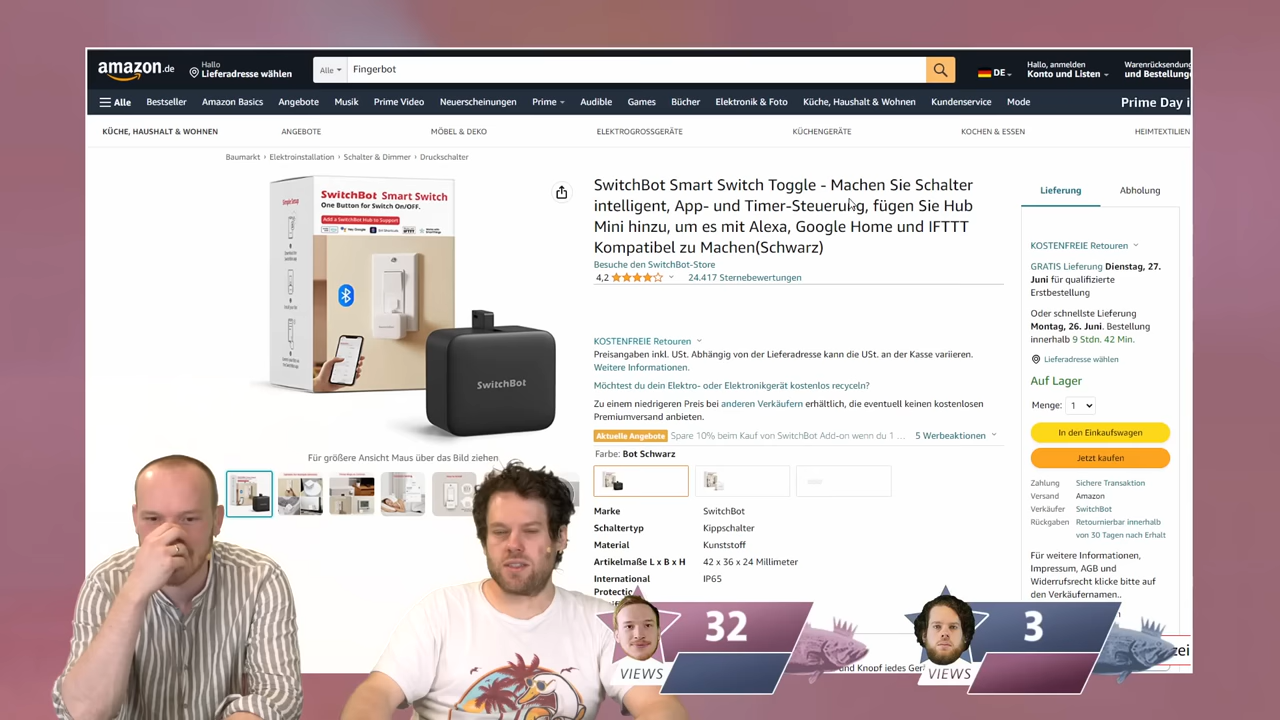 amazon.de
Hallo
Lieferadresse wählen
Alle
Fingerbot
DE
Hallo, anmelden
Konto und Listen
Warenrücksendung
und Bestellunge
Alle
Bestseller
Amazon Basics
Angebote
Musik
Prime Video
Neuerscheinungen
Prime
Audible
Games
Bücher
Elektronik & Foto
Küche, Haushalt & Wohnen
Kundenservice
Mode
Prime Day i
KÜCHE, HAUSHALT & WOHNEN
ANGEBOTE
MÖBEL & DEKO
ELEKTROGROSSGERÄTE
KÜCHENGERÄTE
KOCHEN & ESSEN
HEIMTEXTILIEN
Baumarkt › Elektroinstallation › Schalter & Dimmer › Druckschalter
SwitchBot Smart Switch
One Button for Switch On/OFF.
Add a SwitchBot Hub to Support
SwitchBot
Für größere Ansicht Maus über das Bild ziehen
SwitchBot Smart Switch Toggle - Machen Sie Schalter
intelligent, App- und Timer-Steuerung, fügen Sie Hub
Mini hinzu, um es mit Alexa, Google Home und IFTTT
Kompatibel zu Machen(Schwarz)
Besuche den SwitchBot-Store
4,2
24.417 Sternebewertungen
KOSTENFREIE Retouren
Preisangaben inkl. USt. Abhängig von der Lieferadresse kann die USt. an der Kasse variieren.
Weitere Informationen.
Möchtest du dein Elektro- oder Elektronikgerät kostenlos recyceln?
Zu einem niedrigeren Preis bei anderen Verkäufern erhältlich, die eventuell keinen kostenlosen
Premiumversand anbieten.
Aktuelle Angebote Spare 10% beim Kauf von SwitchBot Add-on wenn du 1 ... 5 Werbeaktionen
Farbe: Bot Schwarz
Marke SwitchBot
Schaltertyp Kippschalter
Material Kunststoff
Artikelmaße L x B x H 42 x 36 x 24 Millimeter
International IP65
Protectio
Lieferung
Abholung
KOSTENFREIE Retouren
GRATIS Lieferung Dienstag, 27.
Juni für qualifizierte
Erstbestellung
Oder schnellste Lieferung
Montag, 26. Juni. Bestellung
innerhalb 9 Stdn. 42 Min.
Lieferadresse wählen
Auf Lager
Menge: 1
In den Einkaufswagen
Jetzt kaufen
Zahlung Sichere Transaktion
Versand Amazon
Verkäufer SwitchBot
Rückgaben Retournierbar innerhalb
von 30 Tagen nach Erhalt
Für weitere Informationen,
Impressum, AGB und
Widerrufsrecht klicke bitte auf
den Verkäufernamen..
32
VIEWS
3
VIEWS
und Knopf jedes Ger
zei